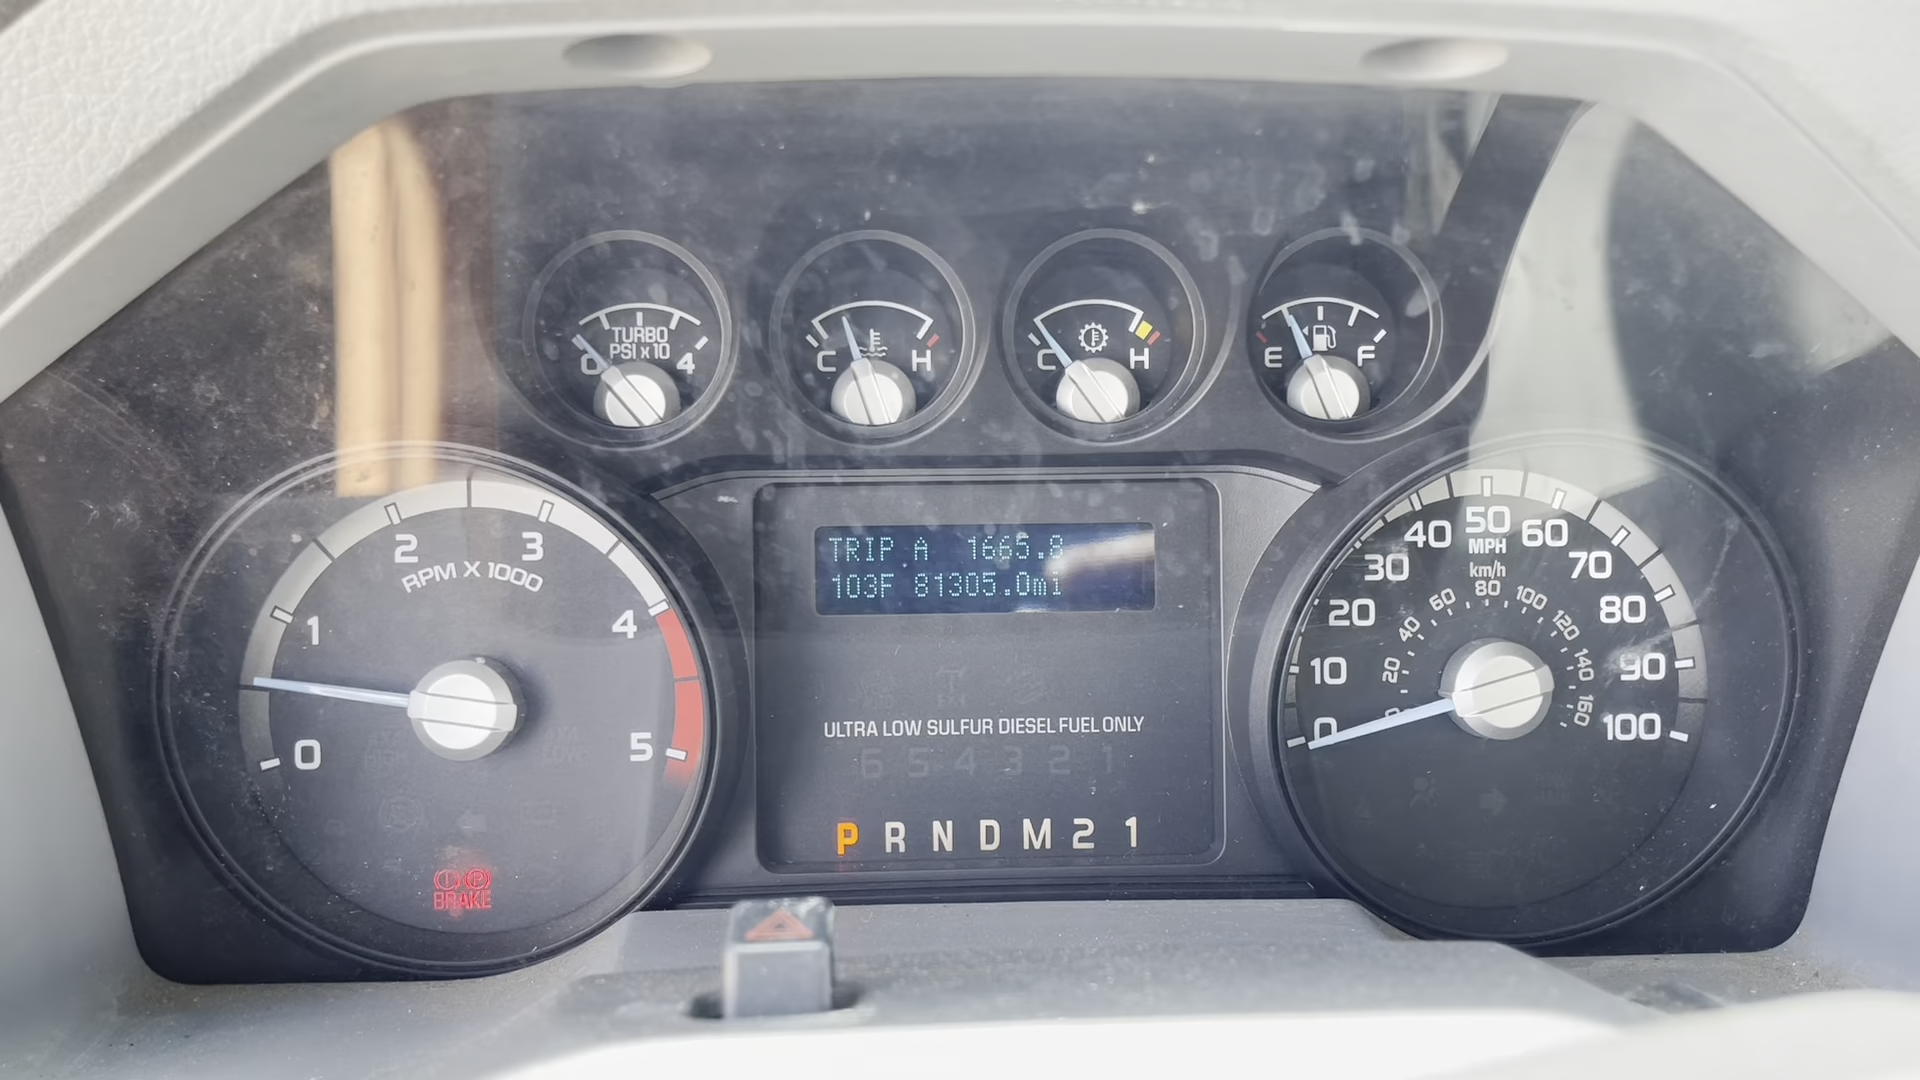 TURBO
PSI x 10
0 4
C H
C H
E F
0 1 2 3 4 5
RPM X 1000
TRIP A 1665.8
103F 81305.0mi
ULTRA LOW SULFUR DIESEL FUEL ONLY
6 5 4 3 2 1
P R N D M 2 1
BRAKE
0 10 20 30 40 50 60 70 80 90 100
MPH
km/h
20 40 60 80 100 120 140 160